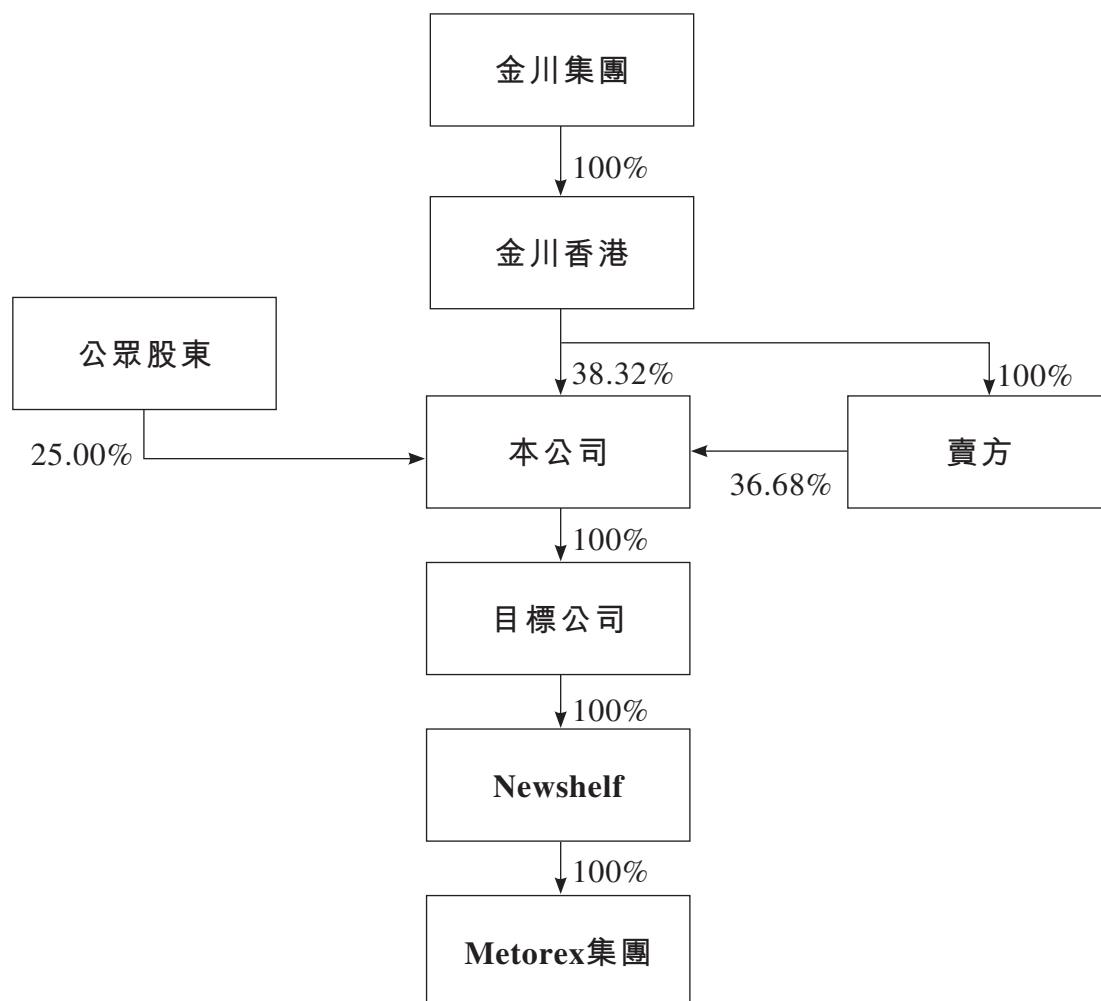 金川集團
100%
金川香港
公眾股東
38.32%
100%
25.00%
本公司
賣方
36.68%
100%
目標公司
100%
Newshelf
100%
Metorex集團